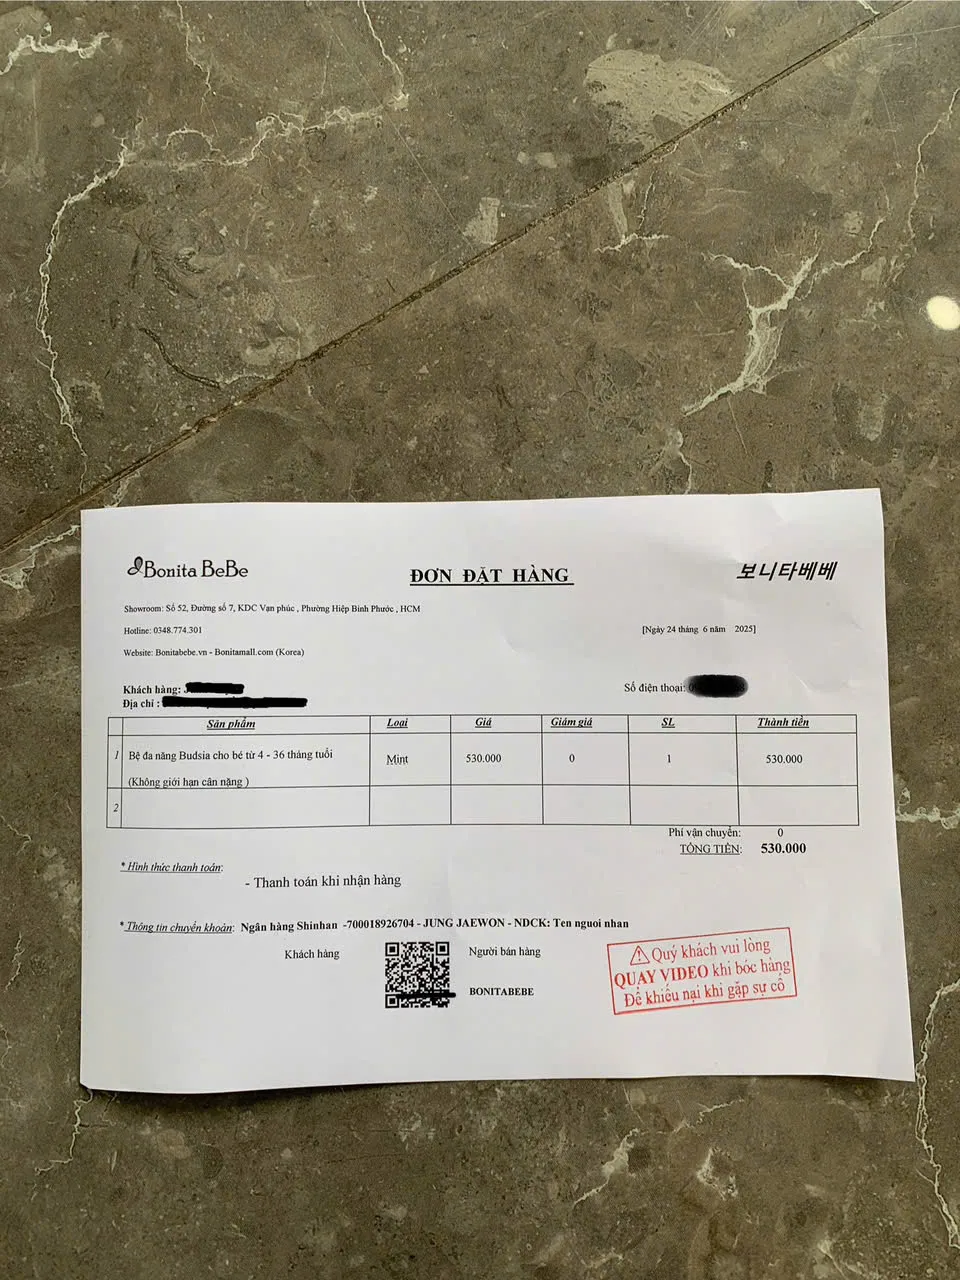 Bonita BeBe
ĐƠN ĐẶT HÀNG
보니타베베
Showroom: Số 52, Đường số 7, KDC Vạn phúc , Phường Hiệp Bình Phước , HCM
Hotline: 0348.774.301
[Ngày 24 tháng 6 năm 2025]
Website: Bonitabebe.vn - Bonitamall.com (Korea)
Khách hàng:
Số điện thoại:
Địa chỉ :
Sản phẩm Loại Giá Giảm giá SL Thành tiền
1 Bệ đa năng Budsia cho bé từ 4 - 36 tháng tuổi Mint 530.000 0 1 530.000
(Không giới hạn cân nặng )
2
Phí vận chuyển: 0
TỔNG TIỀN: 530.000
* Hình thức thanh toán:
- Thanh toán khi nhận hàng
* Thông tin chuyển khoản: Ngân hàng Shinhan -700018926704 - JUNG JAEWON - NDCK: Ten nguoi nhan
Khách hàng Người bán hàng
BONITABEBE
Quý khách vui lòng
QUAY VIDEO khi bóc hàng
Để khiếu nại khi gặp sự cố